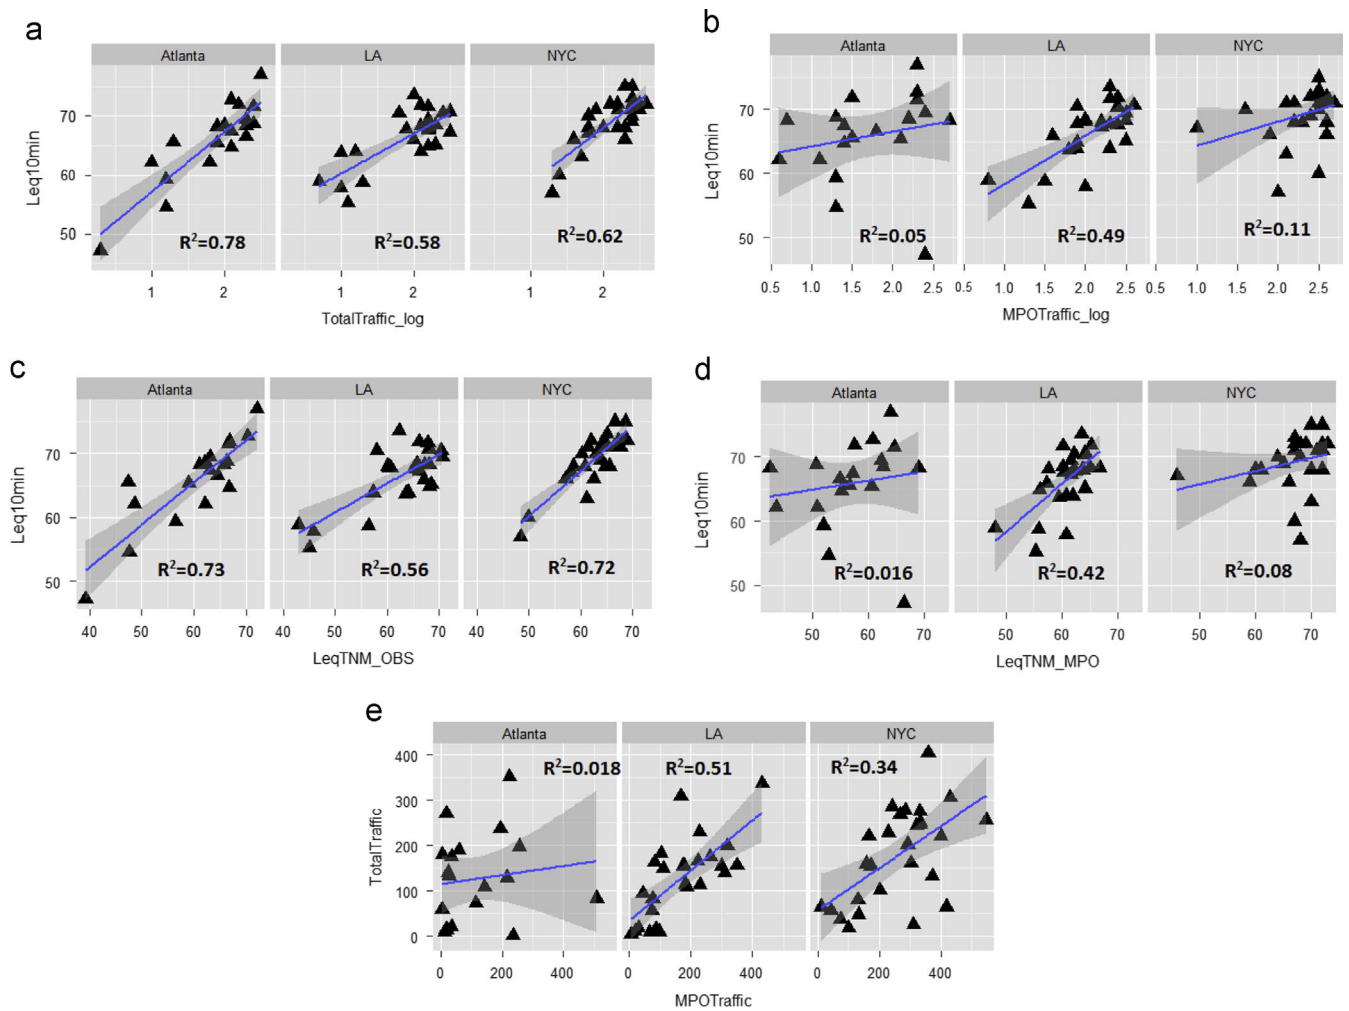 a
Atlanta LA NYC
Leq10min
70
60
50
R²=0.78 R²=0.58 R²=0.62
1 2 1 2 1 2
TotalTraffic_log
b
Atlanta LA NYC
Leq10min
70
60
50
R²=0.05 R²=0.49 R²=0.11
0.5 1.0 1.5 2.0 2.5 0.5 1.0 1.5 2.0 2.5 0.5 1.0 1.5 2.0 2.5
MPOTraffic_log
c
Atlanta LA NYC
Leq10min
70
60
50
R²=0.73 R²=0.56 R²=0.72
40 50 60 70 40 50 60 70 40 50 60 70
LeqTNM_OBS
d
Atlanta LA NYC
Leq10min
70
60
50
R²=0.016 R²=0.42 R²=0.08
50 60 70 50 60 70 50 60 70
LeqTNM_MPO
e
Atlanta LA NYC
R²=0.018 R²=0.51 R²=0.34
TotalTraffic
400
300
200
100
0
0 200 400 0 200 400 0 200 400
MPOTraffic